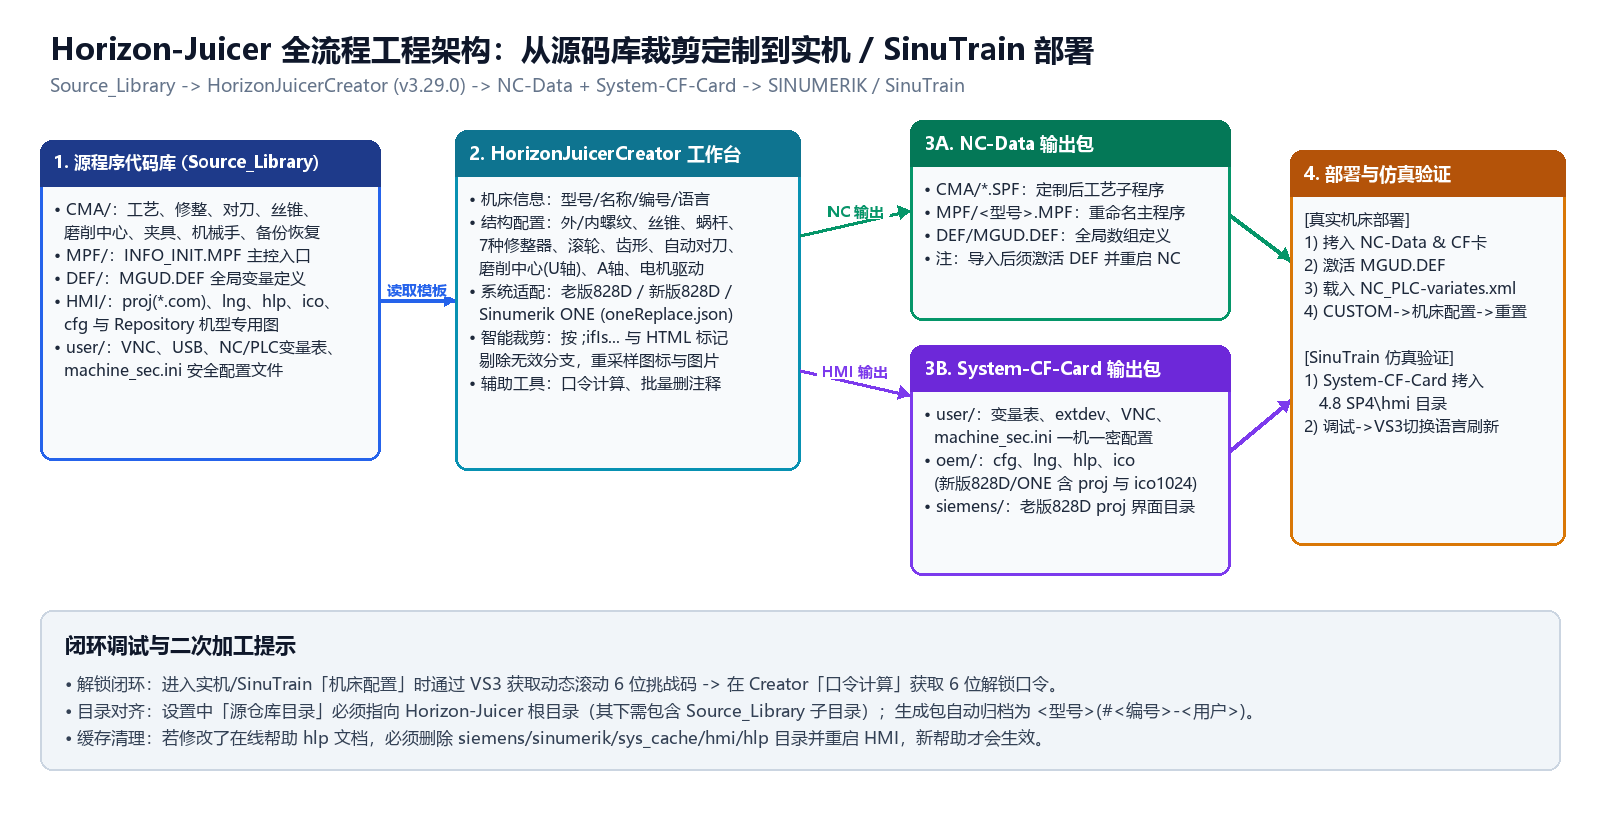 Horizon-Juicer 全流程工程架构：从源码库裁剪定制到实机 / SinuTrain 部署
Source_Library -> HorizonJuicerCreator (v3.29.0) -> NC-Data + System-CF-Card -> SINUMERIK / SinuTrain
1. 源程序代码库 (Source_Library)
• CMA/：工艺、修整、对刀、丝锥、
磨削中心、夹具、机械手、备份恢复
• MPF/：INFO_INIT.MPF 主控入口
• DEF/：MGUD.DEF 全局变量定义
• HMI/：proj(*.com)、lng、hlp、ico、
cfg 与 Repository 机型专用图
• user/：VNC、USB、NC/PLC变量表、
machine_sec.ini 安全配置文件
读取模板
2. HorizonJuicerCreator 工作台
• 机床信息：型号/名称/编号/语言
• 结构配置：外/内螺纹、丝锥、蜗杆、
7种修整器、滚轮、齿形、自动对刀、
磨削中心(U轴)、A轴、电机驱动
• 系统适配：老版828D / 新版828D /
Sinumerik ONE (oneReplace.json)
• 智能裁剪：按 ;ifIs... 与 HTML 标记
剔除无效分支，重采样图标与图片
• 辅助工具：口令计算、批量删注释
NC 输出
HMI 输出
3A. NC-Data 输出包
• CMA/*.SPF：定制后工艺子程序
• MPF/<型号>.MPF：重命名主程序
• DEF/MGUD.DEF：全局数组定义
• 注：导入后须激活 DEF 并重启 NC
3B. System-CF-Card 输出包
• user/：变量表、extdev、VNC、
machine_sec.ini 一机一密配置
• oem/：cfg、lng、hlp、ico
(新版828D/ONE 含 proj 与 ico1024)
• siemens/：老版828D proj 界面目录
4. 部署与仿真验证
[真实机床部署]
1) 拷入 NC-Data & CF卡
2) 激活 MGUD.DEF
3) 载入 NC_PLC-variates.xml
4) CUSTOM->机床配置->重置
[SinuTrain 仿真验证]
1) System-CF-Card 拷入
4.8 SP4\hmi 目录
2) 调试->VS3切换语言刷新
闭环调试与二次加工提示
• 解锁闭环：进入实机/SinuTrain「机床配置」时通过 VS3 获取动态滚动 6 位挑战码 -> 在 Creator「口令计算」获取 6 位解锁口令。
• 目录对齐：设置中「源仓库目录」必须指向 Horizon-Juicer 根目录（其下需包含 Source_Library 子目录）；生成包自动归档为 <型号>(#<编号>-<用户>)。
• 缓存清理：若修改了在线帮助 hlp 文档，必须删除 siemens/sinumerik/sys_cache/hmi/hlp 目录并重启 HMI，新帮助才会生效。